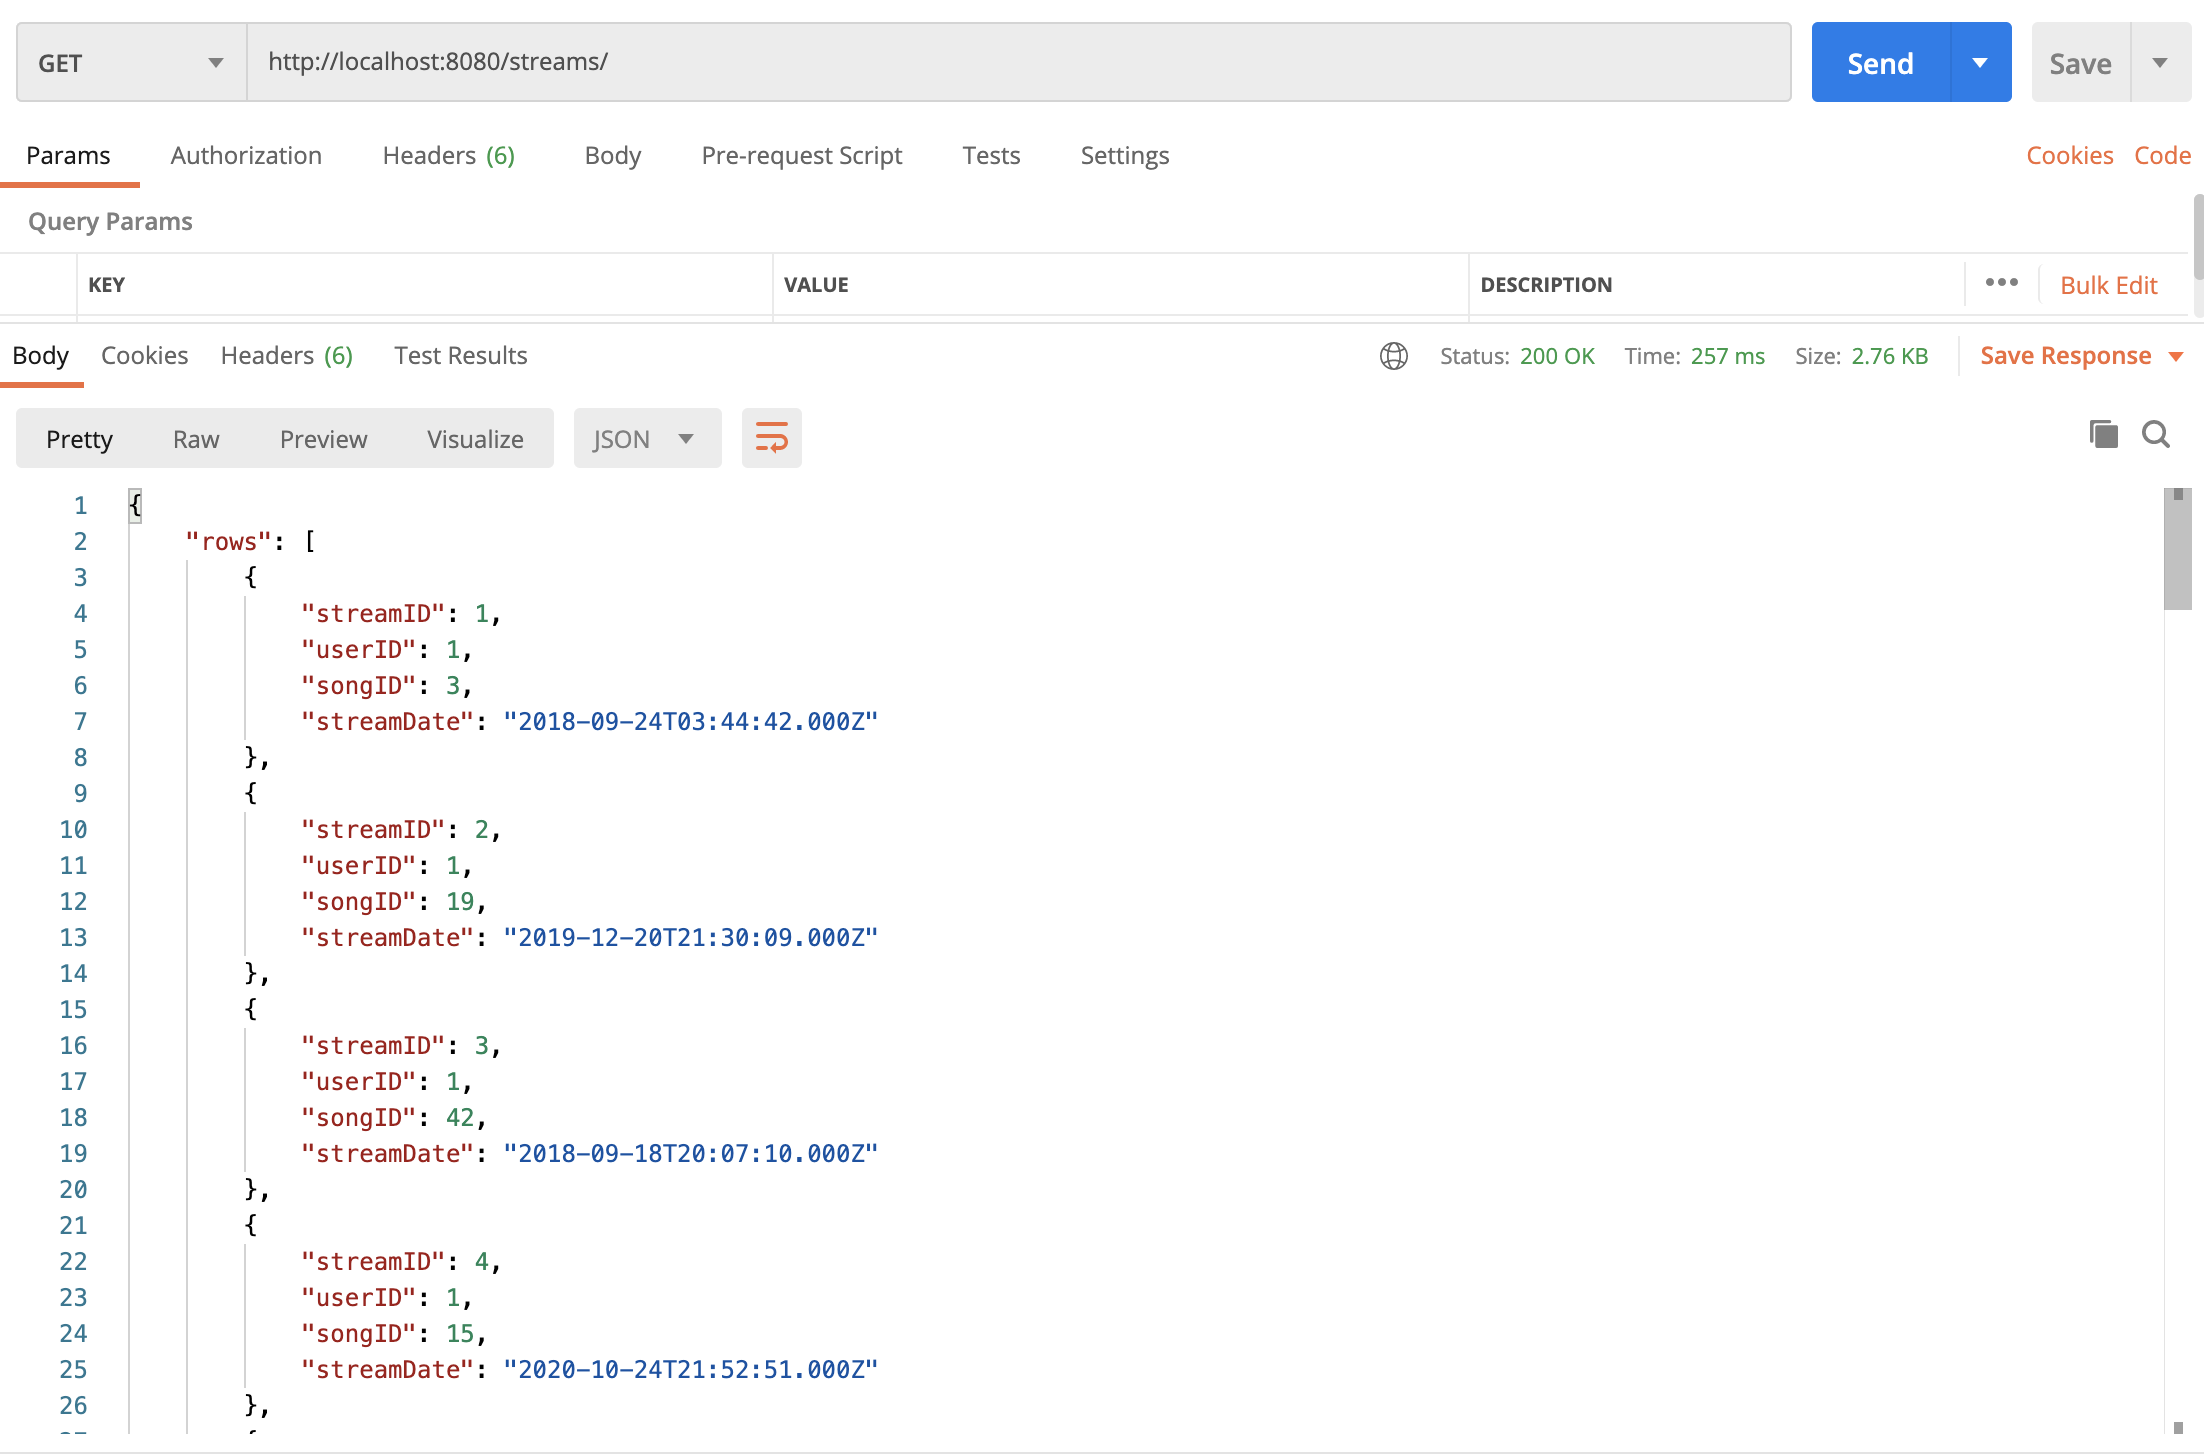 GET http://localhost:8080/streams/ Send Save
Params Authorization Headers (6) Body Pre-request Script Tests Settings Cookies Code
Query Params
KEY VALUE DESCRIPTION ••• Bulk Edit
Body Cookies Headers (6) Test Results Status: 200 OK Time: 257 ms Size: 2.76 KB Save Response
Pretty Raw Preview Visualize JSON
1 {
2 "rows": [
3 {
4 "streamID": 1,
5 "userID": 1,
6 "songID": 3,
7 "streamDate": "2018-09-24T03:44:42.000Z"
8 },
9 {
10 "streamID": 2,
11 "userID": 1,
12 "songID": 19,
13 "streamDate": "2019-12-20T21:30:09.000Z"
14 },
15 {
16 "streamID": 3,
17 "userID": 1,
18 "songID": 42,
19 "streamDate": "2018-09-18T20:07:10.000Z"
20 },
21 {
22 "streamID": 4,
23 "userID": 1,
24 "songID": 15,
25 "streamDate": "2020-10-24T21:52:51.000Z"
26 },